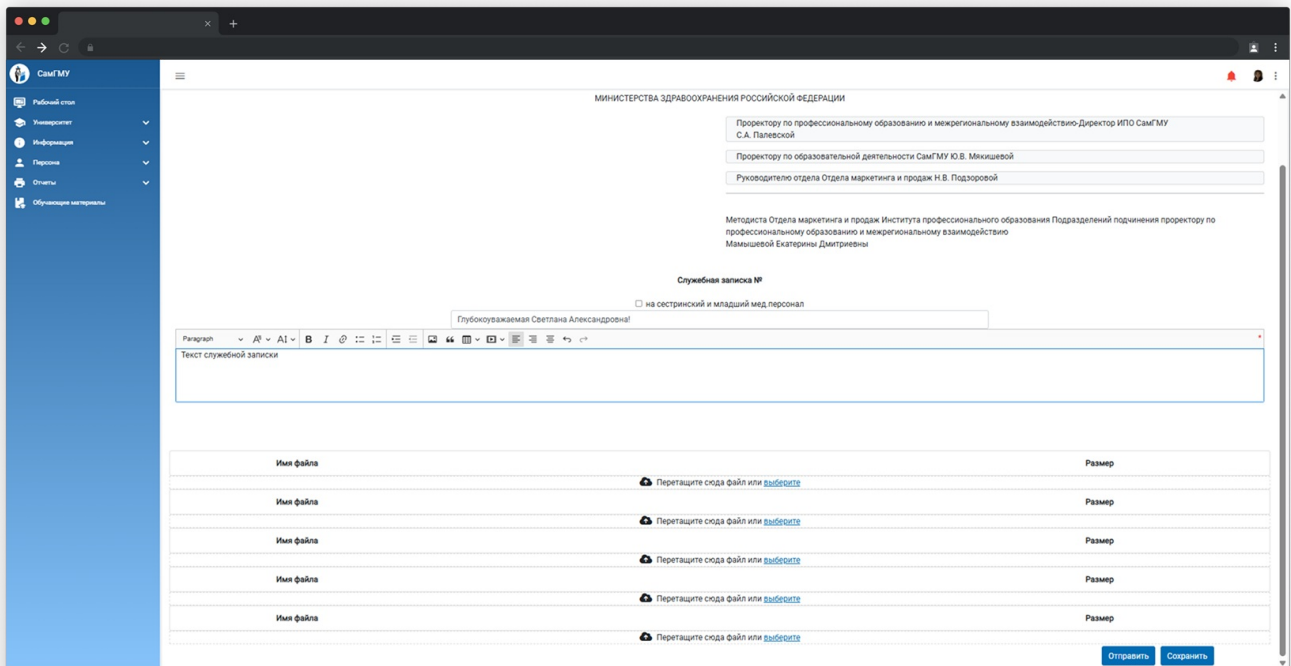 СамГМУ
Рабочий стол
Университет
Информация
Персона
Отчеты
Обучающие материалы
МИНИСТЕРСТВА ЗДРАВООХРАНЕНИЯ РОССИЙСКОЙ ФЕДЕРАЦИИ
Проректору по профессиональному образованию и межрегиональному взаимодействию-Директор ИПО СамГМУ
С.А. Палевской
Проректору по образовательной деятельности СамГМУ Ю.В. Мякишевой
Руководителю отдела Отдела маркетинга и продаж Н.В. Подзоровой
Методиста Отдела маркетинга и продаж Института профессионального образования Подразделений подчинения проректору по
профессиональному образованию и межрегиональному взаимодействию
Мамышевой Екатерины Дмитриевны
Служебная записка №
на сестринский и младший мед.персонал
Глубокоуважаемая Светлана Александровна!
Paragraph
Текст служебной записки
Имя файла Размер
Перетащите сюда файл или выберите
Имя файла Размер
Перетащите сюда файл или выберите
Имя файла Размер
Перетащите сюда файл или выберите
Имя файла Размер
Перетащите сюда файл или выберите
Имя файла Размер
Перетащите сюда файл или выберите
Отправить Сохранить